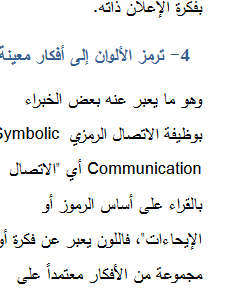 بفكرة الإعلان ذاته.
4- ترمز الألوان إلى أفكار معينة
وهو ما يعبر عنه بعض الخبراء
بوظيفة الاتصال الرمزي Symbolic
Communication أي "الاتصال
بالقراء على أساس الرموز أو
الإيحاءات"، فاللون يعبر عن فكرة أو
مجموعة من الأفكار معتمداً على